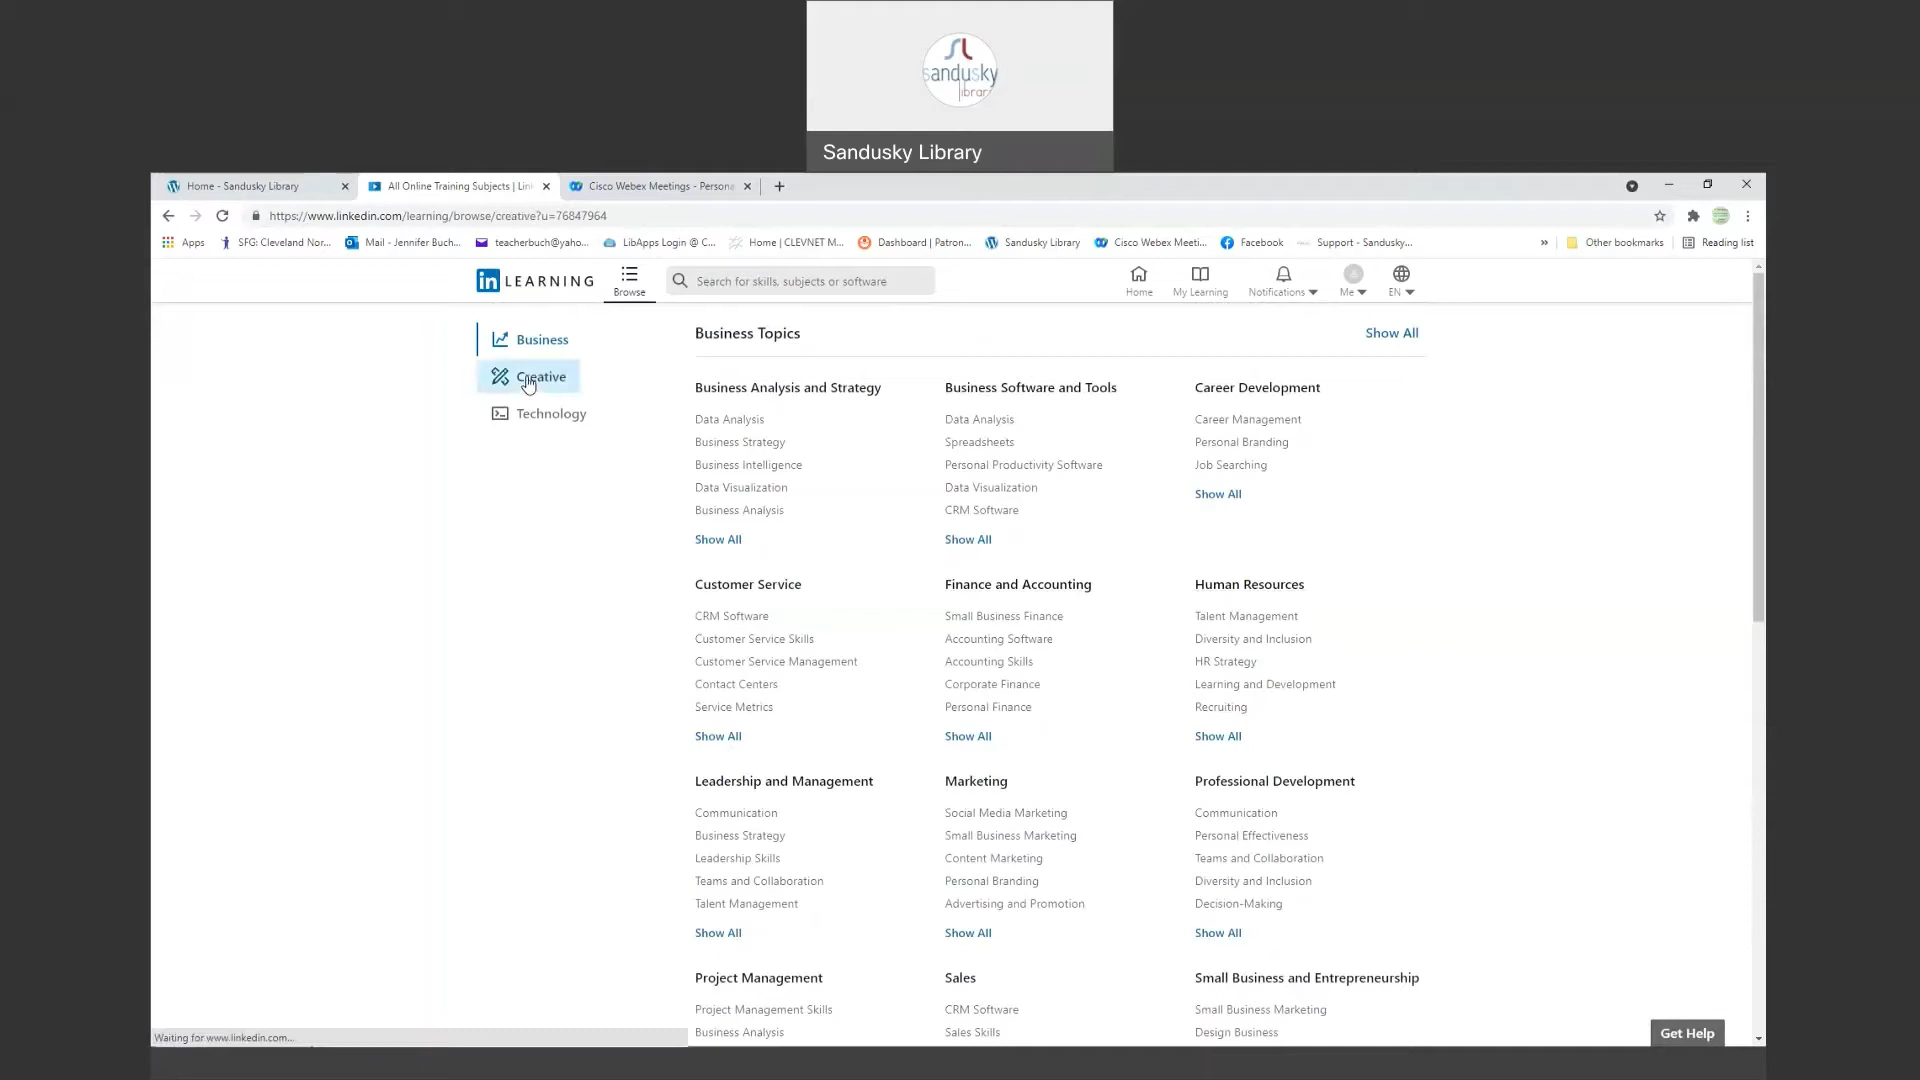 sandusky
library
Sandusky Library
Home - Sandusky Library
All Online Training Subjects | Lin
Cisco Webex Meetings - Persona
https://www.linkedin.com/learning/browse/creative?u=76847964
Apps
SFG: Cleveland Nor...
Mail - Jennifer Buch...
teacherbuch@yaho...
LibApps Login @ C...
Home | CLEVNET M...
Dashboard | Patron...
Sandusky Library
Cisco Webex Meeti...
Facebook
Support - Sandusky...
»
Other bookmarks
Reading list
in LEARNING
Browse
Search for skills, subjects or software
Home
My Learning
Notifications
Me
EN
Business
Creative
Technology
Business Topics
Show All
Business Analysis and Strategy
Data Analysis
Business Strategy
Business Intelligence
Data Visualization
Business Analysis
Show All
Business Software and Tools
Data Analysis
Spreadsheets
Personal Productivity Software
Data Visualization
CRM Software
Show All
Career Development
Career Management
Personal Branding
Job Searching
Show All
Customer Service
CRM Software
Customer Service Skills
Customer Service Management
Contact Centers
Service Metrics
Show All
Finance and Accounting
Small Business Finance
Accounting Software
Accounting Skills
Corporate Finance
Personal Finance
Show All
Human Resources
Talent Management
Diversity and Inclusion
HR Strategy
Learning and Development
Recruiting
Show All
Leadership and Management
Communication
Business Strategy
Leadership Skills
Teams and Collaboration
Talent Management
Show All
Marketing
Social Media Marketing
Small Business Marketing
Content Marketing
Personal Branding
Advertising and Promotion
Show All
Professional Development
Communication
Personal Effectiveness
Teams and Collaboration
Diversity and Inclusion
Decision-Making
Show All
Project Management
Project Management Skills
Business Analysis
Sales
CRM Software
Sales Skills
Small Business and Entrepreneurship
Small Business Marketing
Design Business
Get Help
Waiting for www.linkedin.com...